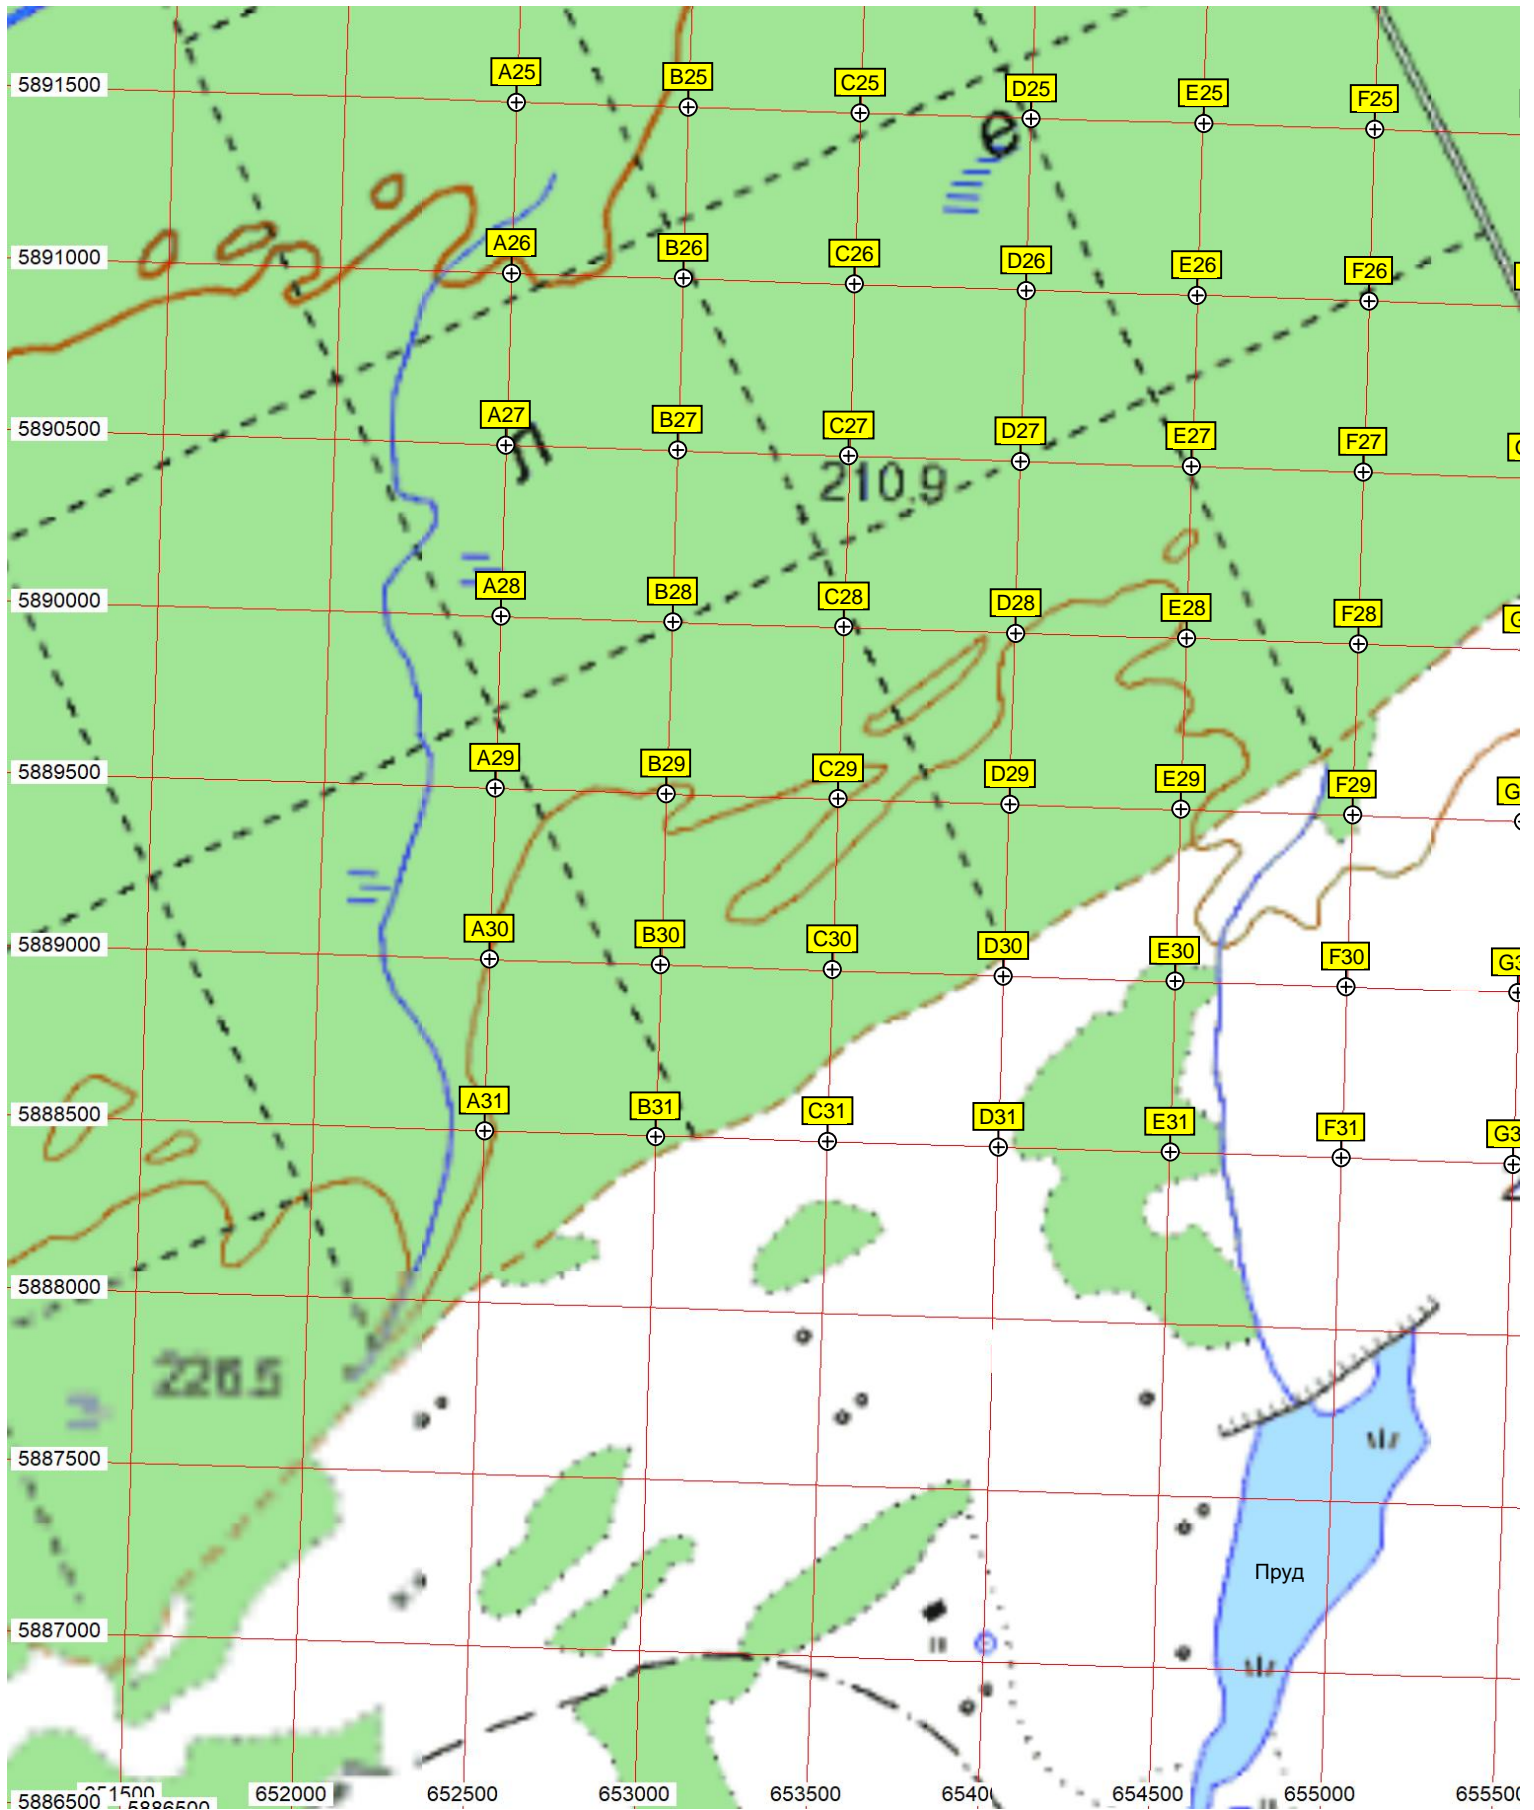 A25 B25 C25 D25 E25 F25
5891500
е
A26 B26 C26 D26 E26 F26
5891000
A27 B27 C27 D27 E27 F27
5890500
л
210.9
A28 B28 C28 D28 E28 F28
5890000
A29 B29 C29 D29 E29 F29
5889500
A30 B30 C30 D30 E30 F30
5889000
A31 B31 C31 D31 E31 F31
5888500
5888000
226.5
5887500
Пруд
5887000
652000 652500 653000 653500 654500 655000
5886500
5886500